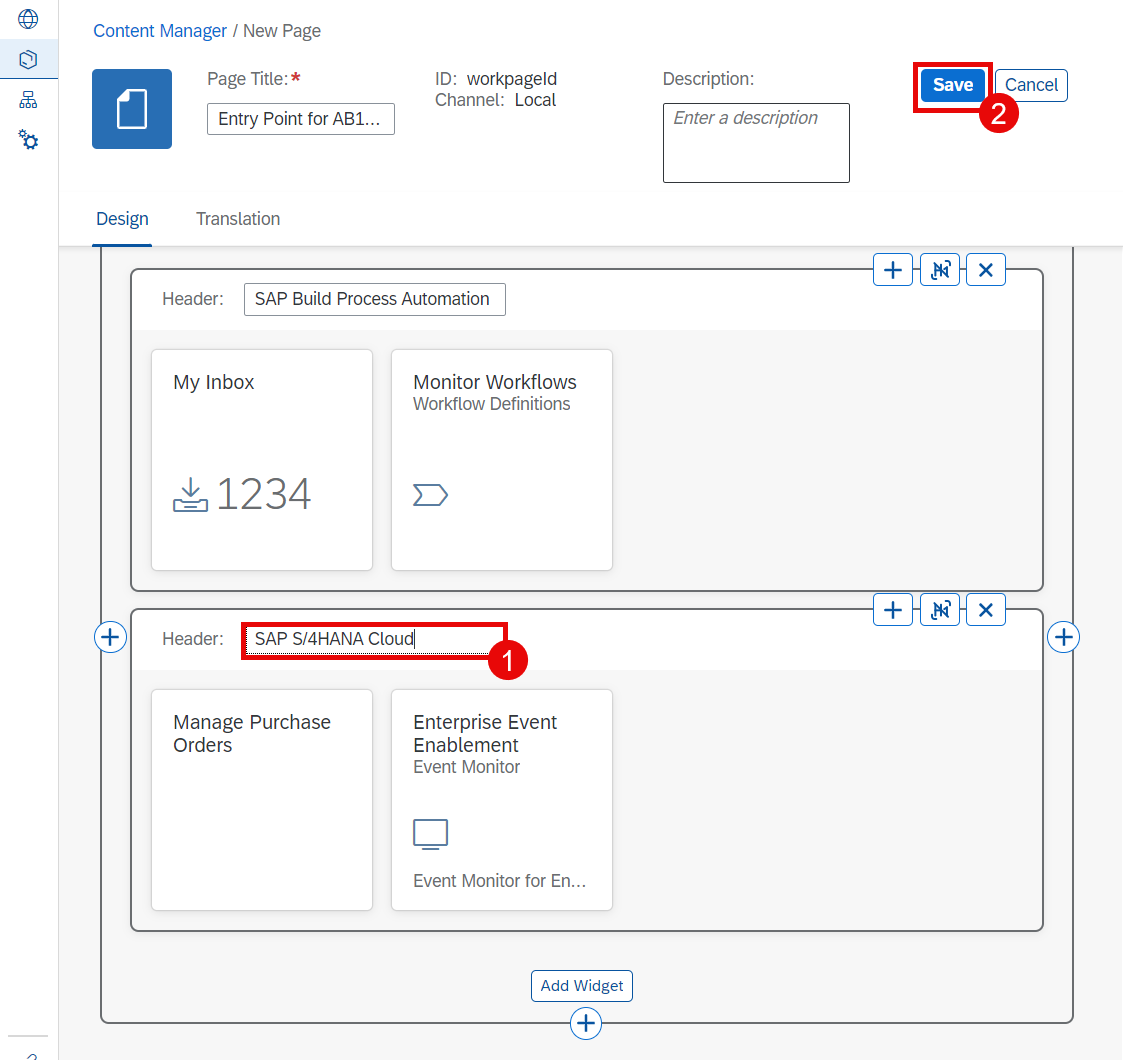 Content Manager / New Page
Page Title:*
Entry Point for AB1...
ID: workpageId
Channel: Local
Description:
Enter a description
Save
Cancel
2
Design
Translation
Header:
SAP Build Process Automation
My Inbox
1234
Monitor Workflows
Workflow Definitions
Header:
SAP S/4HANA Cloud
1
Manage Purchase
Orders
Enterprise Event
Enablement
Event Monitor
Event Monitor for En...
Add Widget